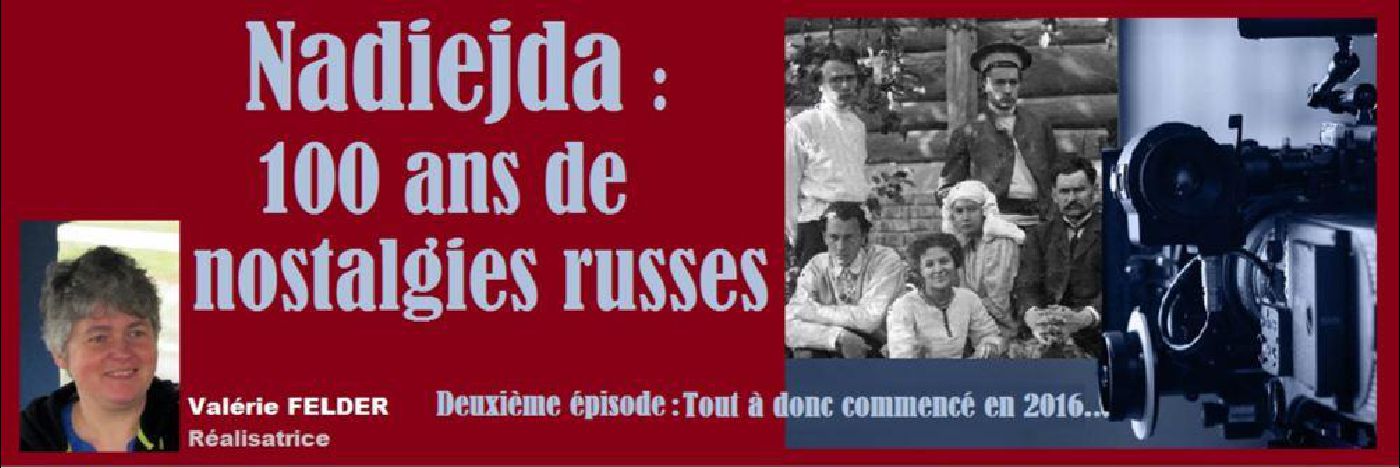 Nadiejda :
100 ans de
nostalgies russes
Valérie FELDER
Réalisatrice
Deuxième épisode : Tout à donc commencé en 2016...